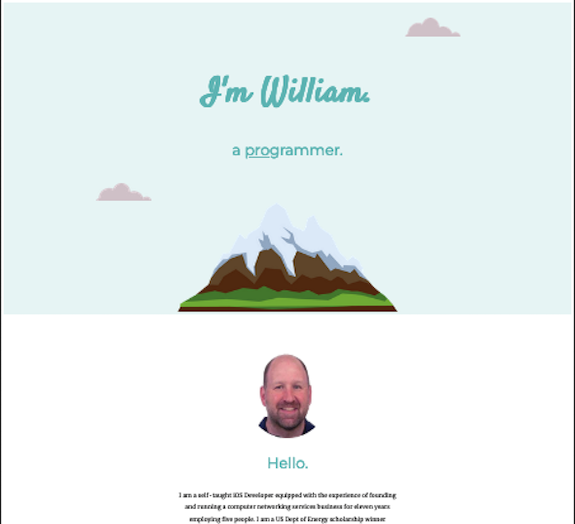 I'm William.
a programmer.
Hello.
I am a self-taught iOS Developer equipped with the experience of founding
and running a computer networking services business for eleven years
employing five people. I am a US Dept of Energy scholarship winner